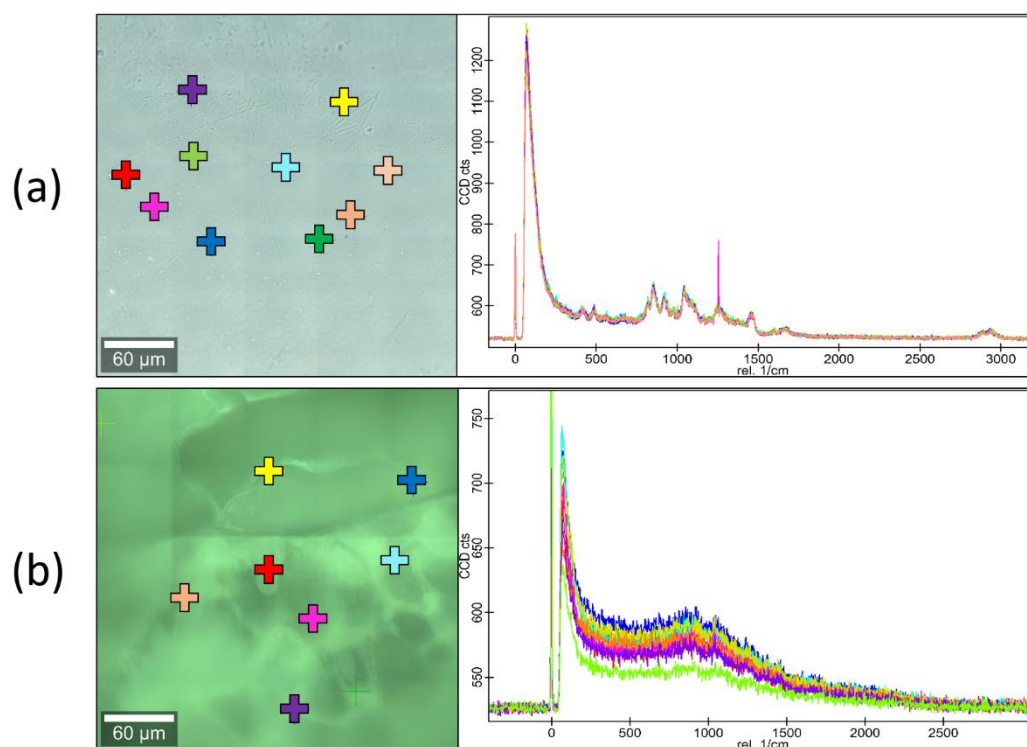 (a)
60 μm
CCD cts
600 700 800 900 1000 1100 1200
0 500 1000 1500 2000 2500 3000
rel. 1/cm
(b)
60 μm
CCD cts
550 600 650 700 750
0 500 1000 1500 2000 2500
rel. 1/cm